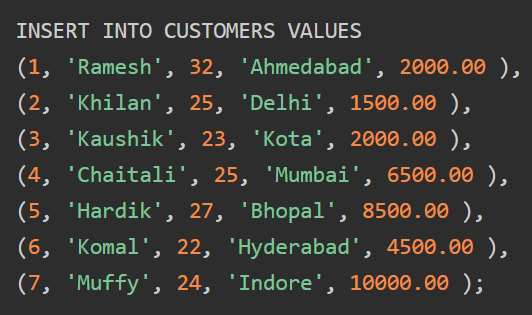 INSERT INTO CUSTOMERS VALUES
(1, 'Ramesh', 32, 'Ahmedabad', 2000.00 ),
(2, 'Khilan', 25, 'Delhi', 1500.00 ),
(3, 'Kaushik', 23, 'Kota', 2000.00 ),
(4, 'Chaitali', 25, 'Mumbai', 6500.00 ),
(5, 'Hardik', 27, 'Bhopal', 8500.00 ),
(6, 'Komal', 22, 'Hyderabad', 4500.00 ),
(7, 'Muffy', 24, 'Indore', 10000.00 );